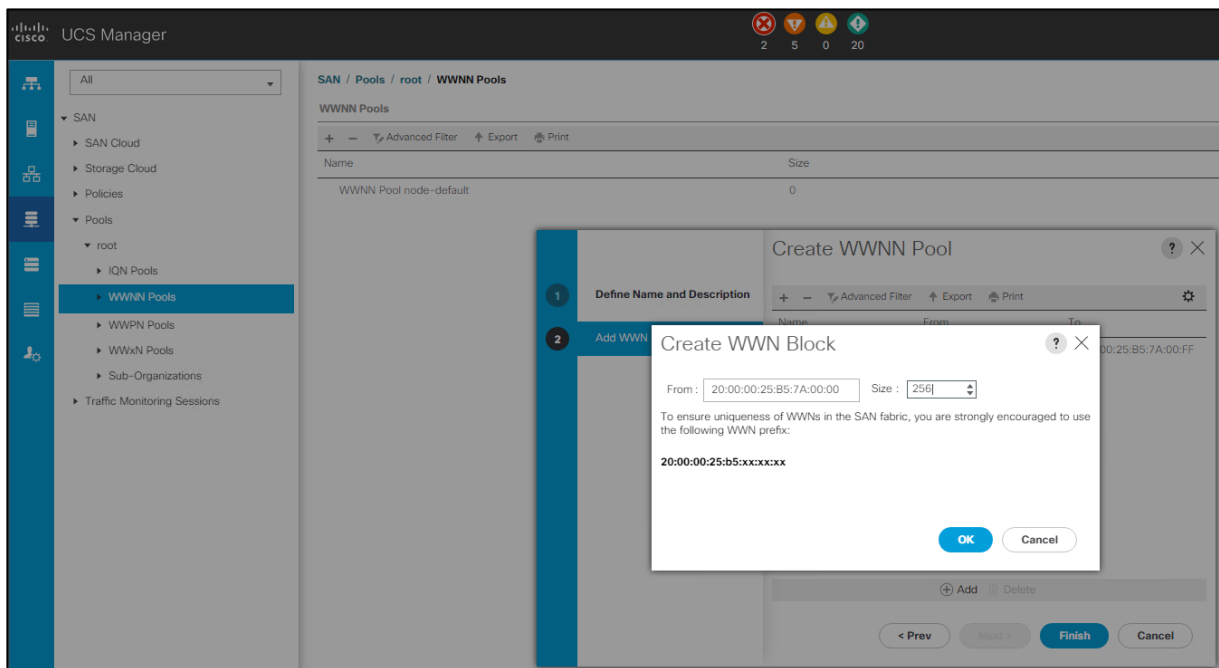 cisco. UCS Manager
2 5 0 20
All
SAN
SAN Cloud
Storage Cloud
Policies
Pools
root
IQN Pools
WWNN Pools
WWPN Pools
WWxN Pools
Sub-Organizations
Traffic Monitoring Sessions
SAN / Pools / root / WWNN Pools
WWNN Pools
+ − Advanced Filter Export Print
Name Size
WWNN Pool node-default 0
Create WWNN Pool ? ×
1 Define Name and Description
2 Add WWN
+ − Advanced Filter Export Print
Name From To
00:25:B5:7A:00:FF
Create WWN Block ? ×
From : 20:00:00:25:B5:7A:00:00 Size : 256
To ensure uniqueness of WWNs in the SAN fabric, you are strongly encouraged to use
the following WWN prefix:
20:00:00:25:b5:xx:xx:xx
OK Cancel
Add Delete
< Prev Next > Finish Cancel